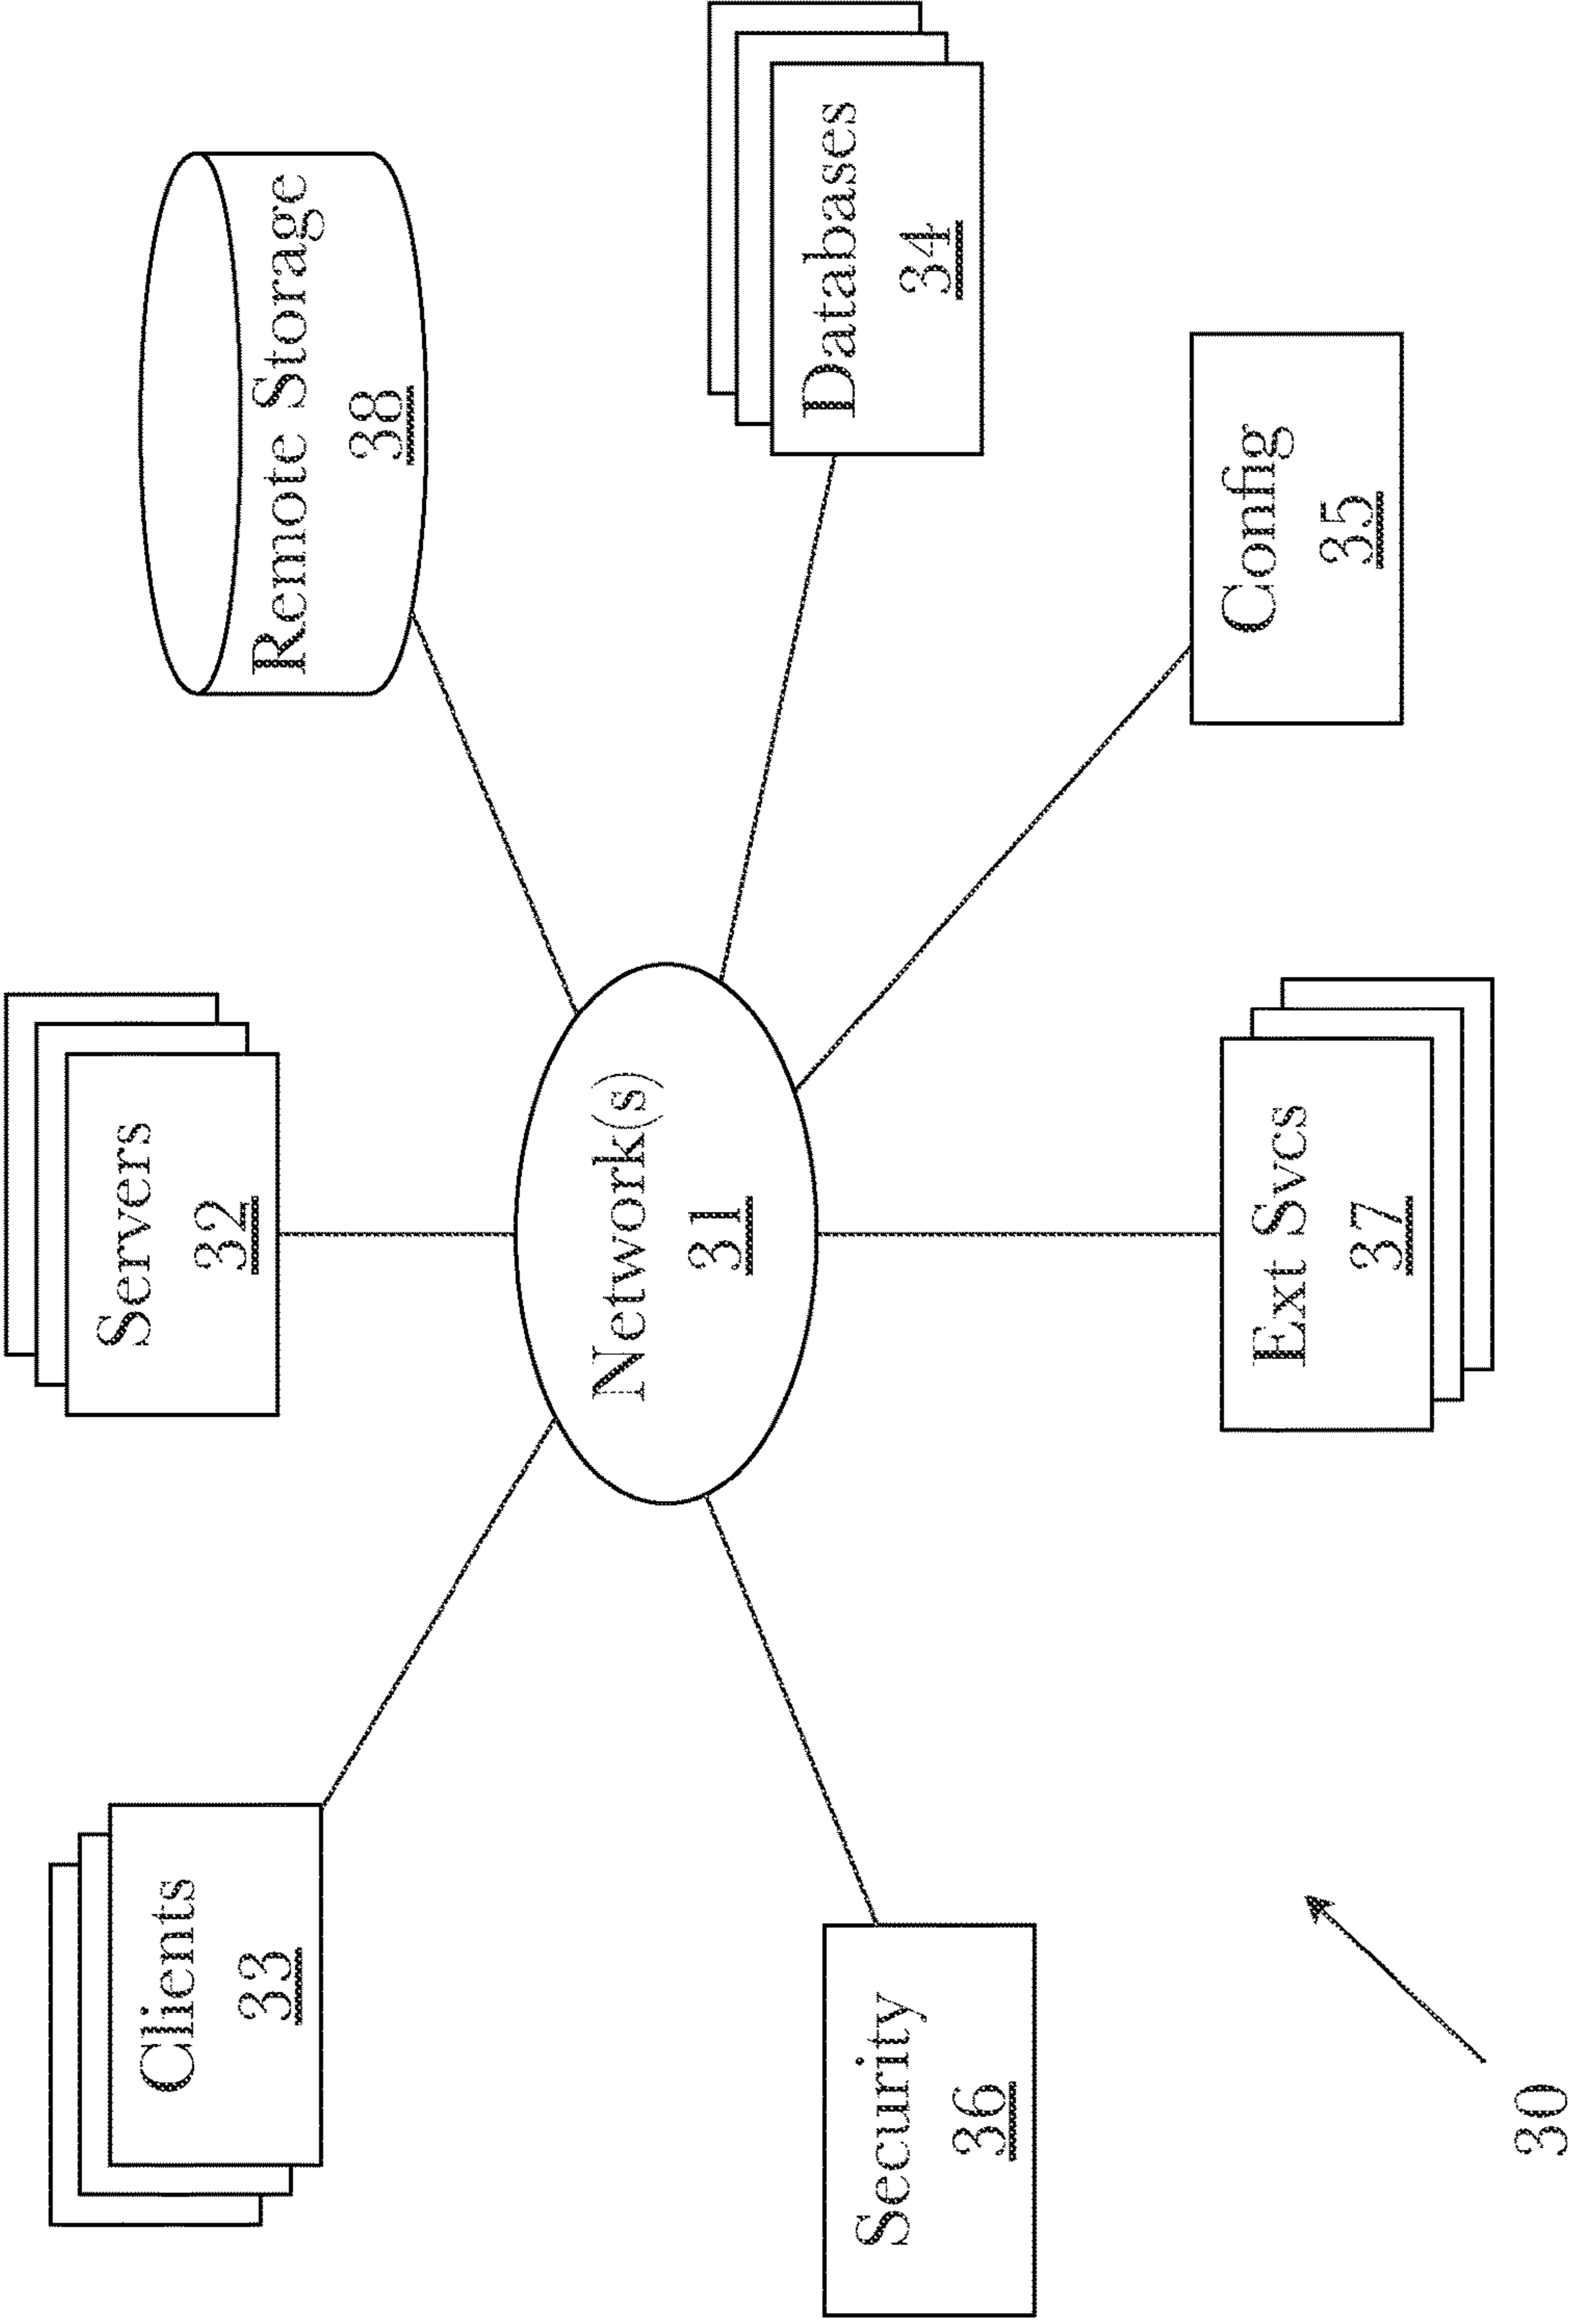 Clients
33
Servers
32
Remote Storage
38
Network(s)
31
Databases
34
Security
36
Ext Svcs
37
Config
35
30